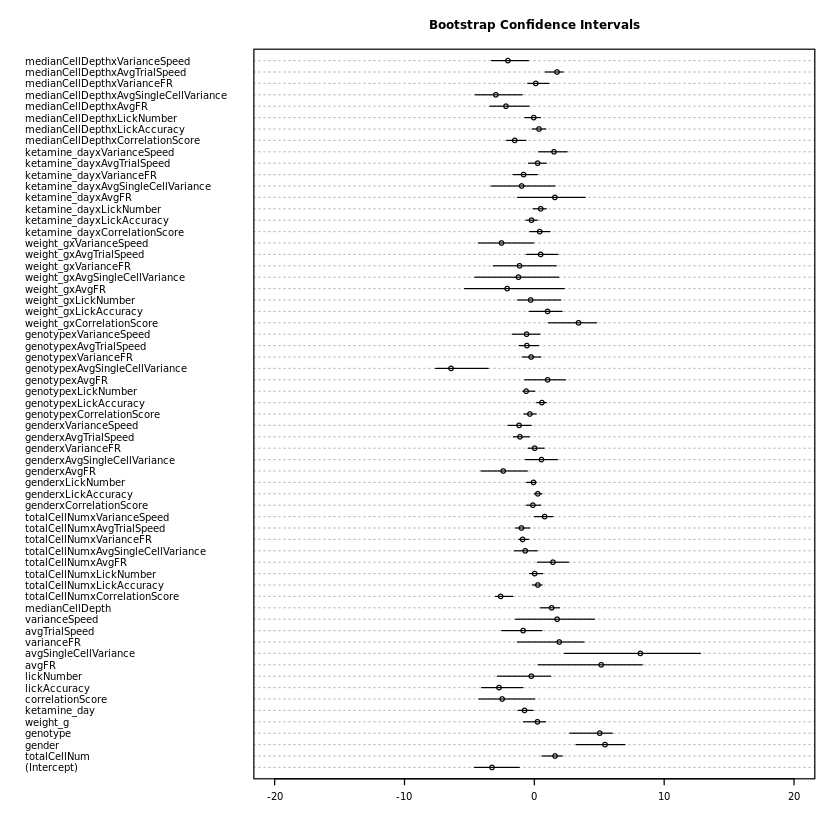 Bootstrap Confidence Intervals
medianCellDepthxVarianceSpeed
medianCellDepthxAvgTrialSpeed
medianCellDepthxVarianceFR
medianCellDepthxAvgSingleCellVariance
medianCellDepthxAvgFR
medianCellDepthxLickNumber
medianCellDepthxLickAccuracy
medianCellDepthxCorrelationScore
ketamine_dayxVarianceSpeed
ketamine_dayxAvgTrialSpeed
ketamine_dayxVarianceFR
ketamine_dayxAvgSingleCellVariance
ketamine_dayxAvgFR
ketamine_dayxLickNumber
ketamine_dayxLickAccuracy
ketamine_dayxCorrelationScore
weight_gxVarianceSpeed
weight_gxAvgTrialSpeed
weight_gxVarianceFR
weight_gxAvgSingleCellVariance
weight_gxAvgFR
weight_gxLickNumber
weight_gxLickAccuracy
weight_gxCorrelationScore
genotypexVarianceSpeed
genotypexAvgTrialSpeed
genotypexVarianceFR
genotypexAvgSingleCellVariance
genotypexAvgFR
genotypexLickNumber
genotypexLickAccuracy
genotypexCorrelationScore
genderxVarianceSpeed
genderxAvgTrialSpeed
genderxVarianceFR
genderxAvgSingleCellVariance
genderxAvgFR
genderxLickNumber
genderxLickAccuracy
genderxCorrelationScore
totalCellNumxVarianceSpeed
totalCellNumxAvgTrialSpeed
totalCellNumxVarianceFR
totalCellNumxAvgSingleCellVariance
totalCellNumxAvgFR
totalCellNumxLickNumber
totalCellNumxLickAccuracy
totalCellNumxCorrelationScore
medianCellDepth
varianceSpeed
avgTrialSpeed
varianceFR
avgSingleCellVariance
avgFR
lickNumber
lickAccuracy
correlationScore
ketamine_day
weight_g
genotype
gender
totalCellNum
(Intercept)
-20 -10 0 10 20